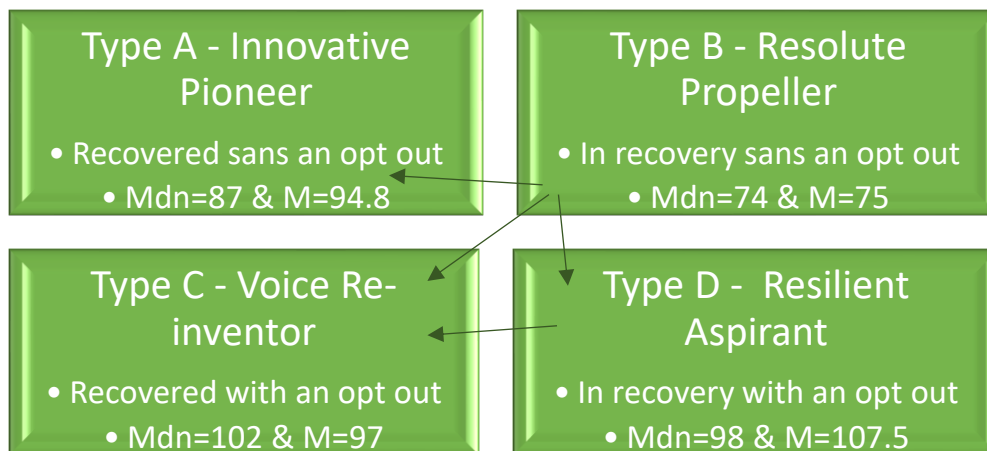 Type A - Innovative
Pioneer
• Recovered sans an opt out
• Mdn=87 & M=94.8
Type B - Resolute
Propeller
• In recovery sans an opt out
• Mdn=74 & M=75
Type C - Voice Re-
inventor
• Recovered with an opt out
• Mdn=102 & M=97
Type D -  Resilient
Aspirant
• In recovery with an opt out
• Mdn=98 & M=107.5